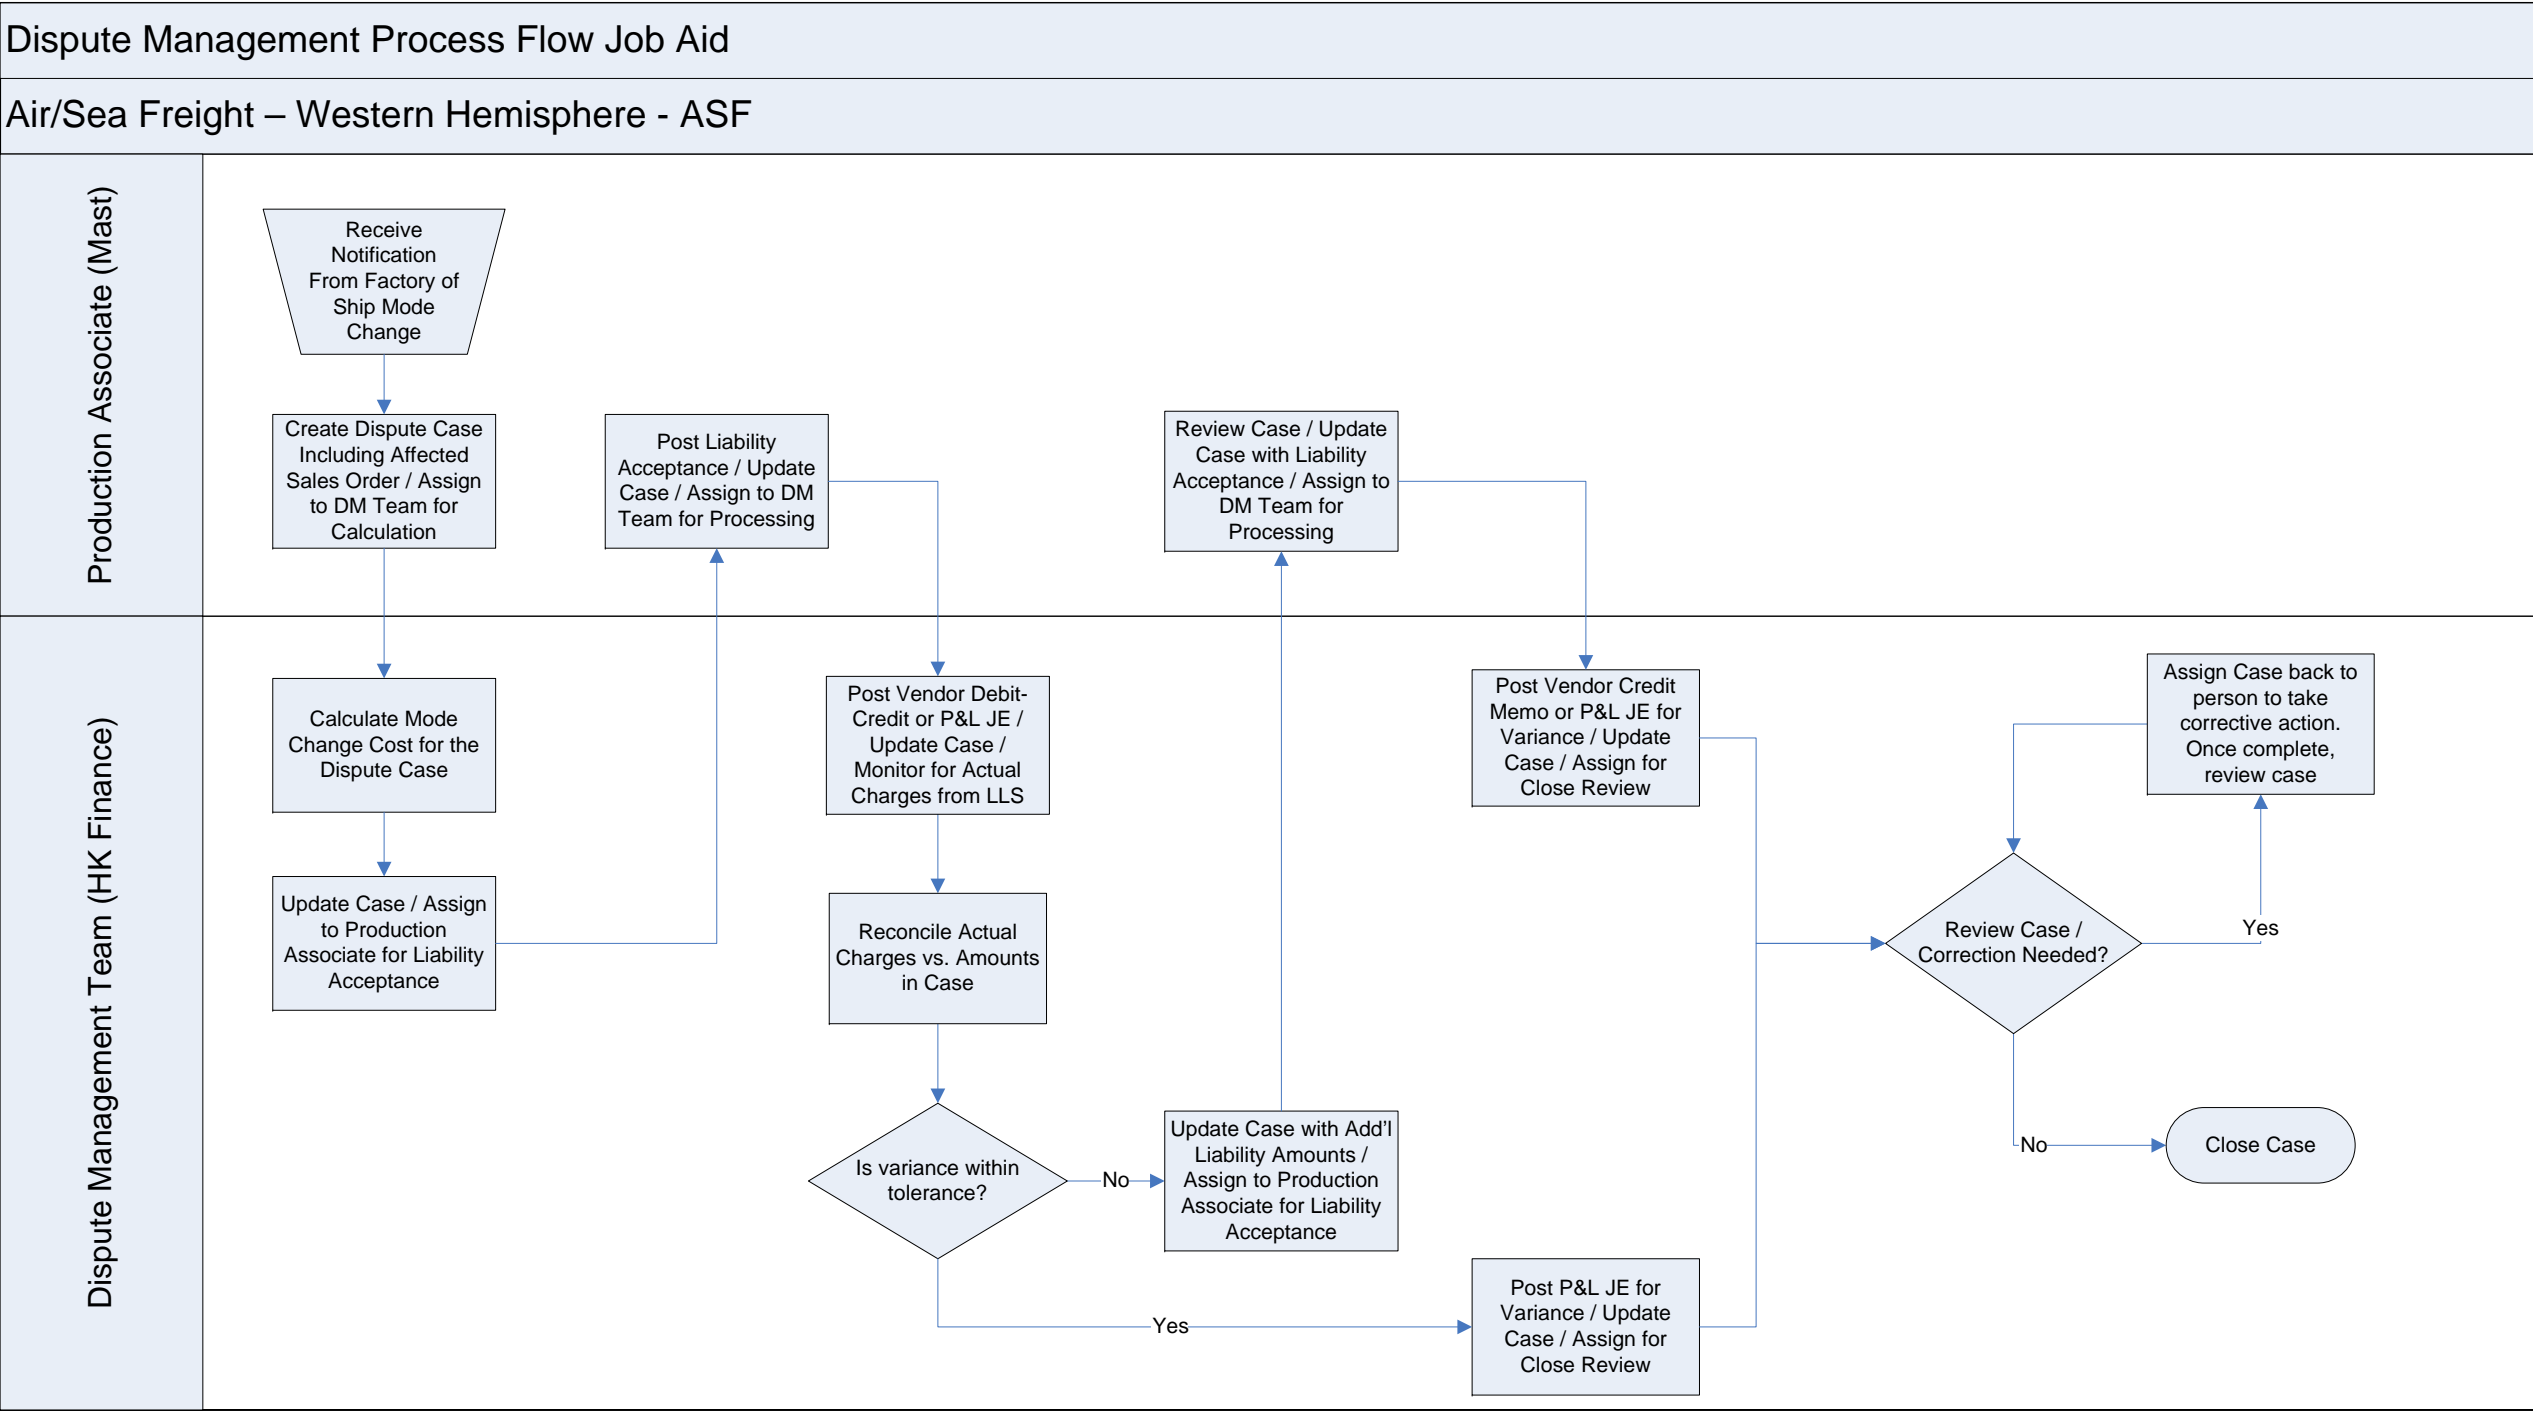 Dispute Management Process Flow Job Aid
Air/Sea Freight – Western Hemisphere - ASF
Production Associate (Mast)
Receive
Notification
From Factory of
Ship Mode
Change
Create Dispute Case
Including Affected
Sales Order / Assign
to DM Team for
Calculation
Post Liability
Acceptance / Update
Case / Assign to DM
Team for Processing
Review Case / Update
Case with Liability
Acceptance / Assign to
DM Team for
Processing
Dispute Management Team (HK Finance)
Calculate Mode
Change Cost for the
Dispute Case
Update Case / Assign
to Production
Associate for Liability
Acceptance
Post Vendor Debit-
Credit or P&L JE /
Update Case /
Monitor for Actual
Charges from LLS
Reconcile Actual
Charges vs. Amounts
in Case
Is variance within
tolerance?
No
Update Case with Add'l
Liability Amounts /
Assign to Production
Associate for Liability
Acceptance
Yes
Post Vendor Credit
Memo or P&L JE for
Variance / Update
Case / Assign for
Close Review
Post P&L JE for
Variance / Update
Case / Assign for
Close Review
Review Case /
Correction Needed?
Yes
Assign Case back to
person to take
corrective action.
Once complete,
review case
No
Close Case